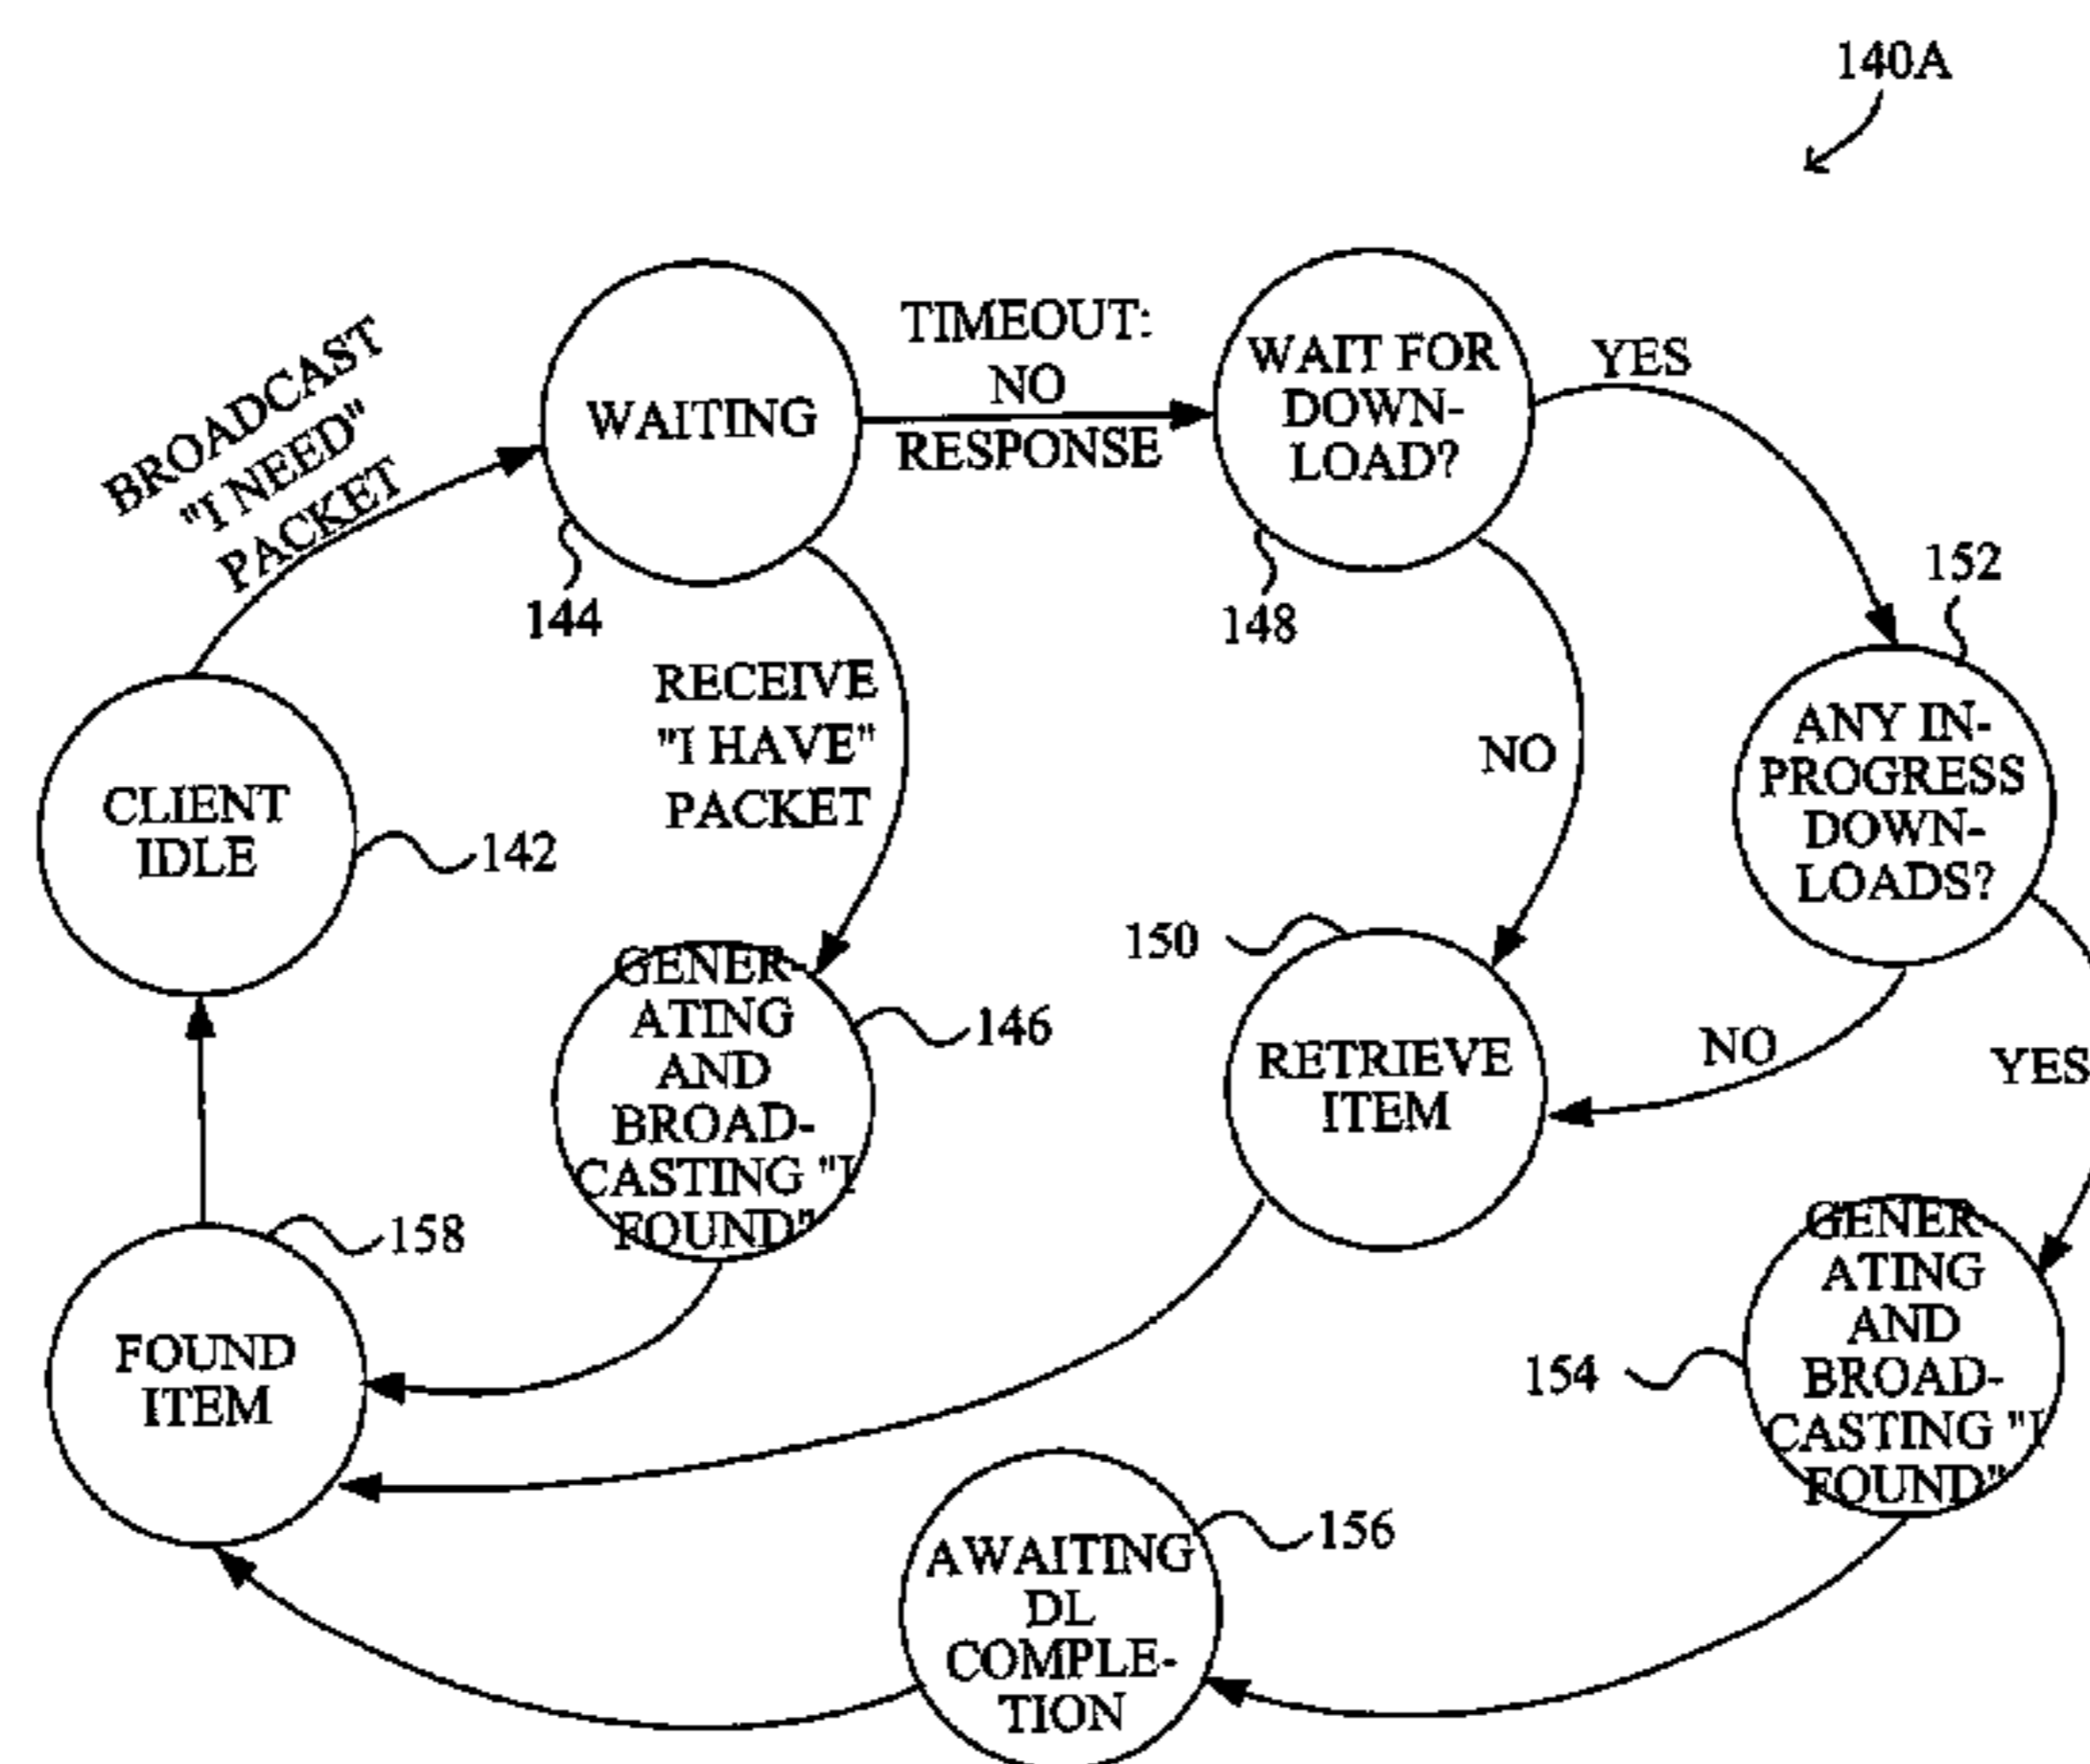 140A
BROADCAST
"I NEED"
PACKET
WAITING
144
TIMEOUT:
NO
RESPONSE
WAIT FOR
DOWN-
LOAD?
148
YES
152
ANY IN-
PROGRESS
DOWN-
LOADS?
CLIENT
IDLE
142
RECEIVE
"I HAVE"
PACKET
NO
150
RETRIEVE
ITEM
NO
YES
GENER-
ATING
AND
BROAD-
CASTING "I
FOUND"
146
158
FOUND
ITEM
GENER-
ATING
AND
BROAD-
CASTING "I
FOUND"
154
156
AWAITING
DL
COMPLE-
TION